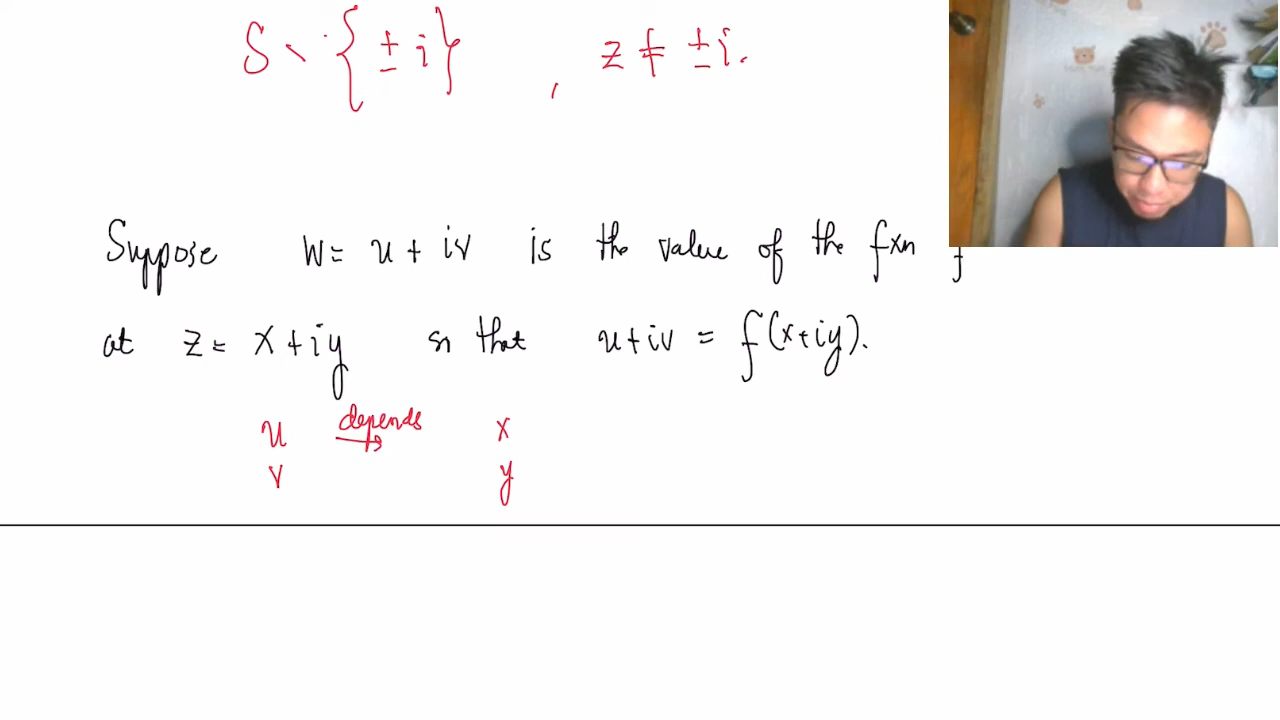 S \ {± i} , z ≠ ± i.
Suppose W = u + iv is the value of the fxn f
at z = x + iy so that u + iv = f(x + iy).
u depends → x
v y